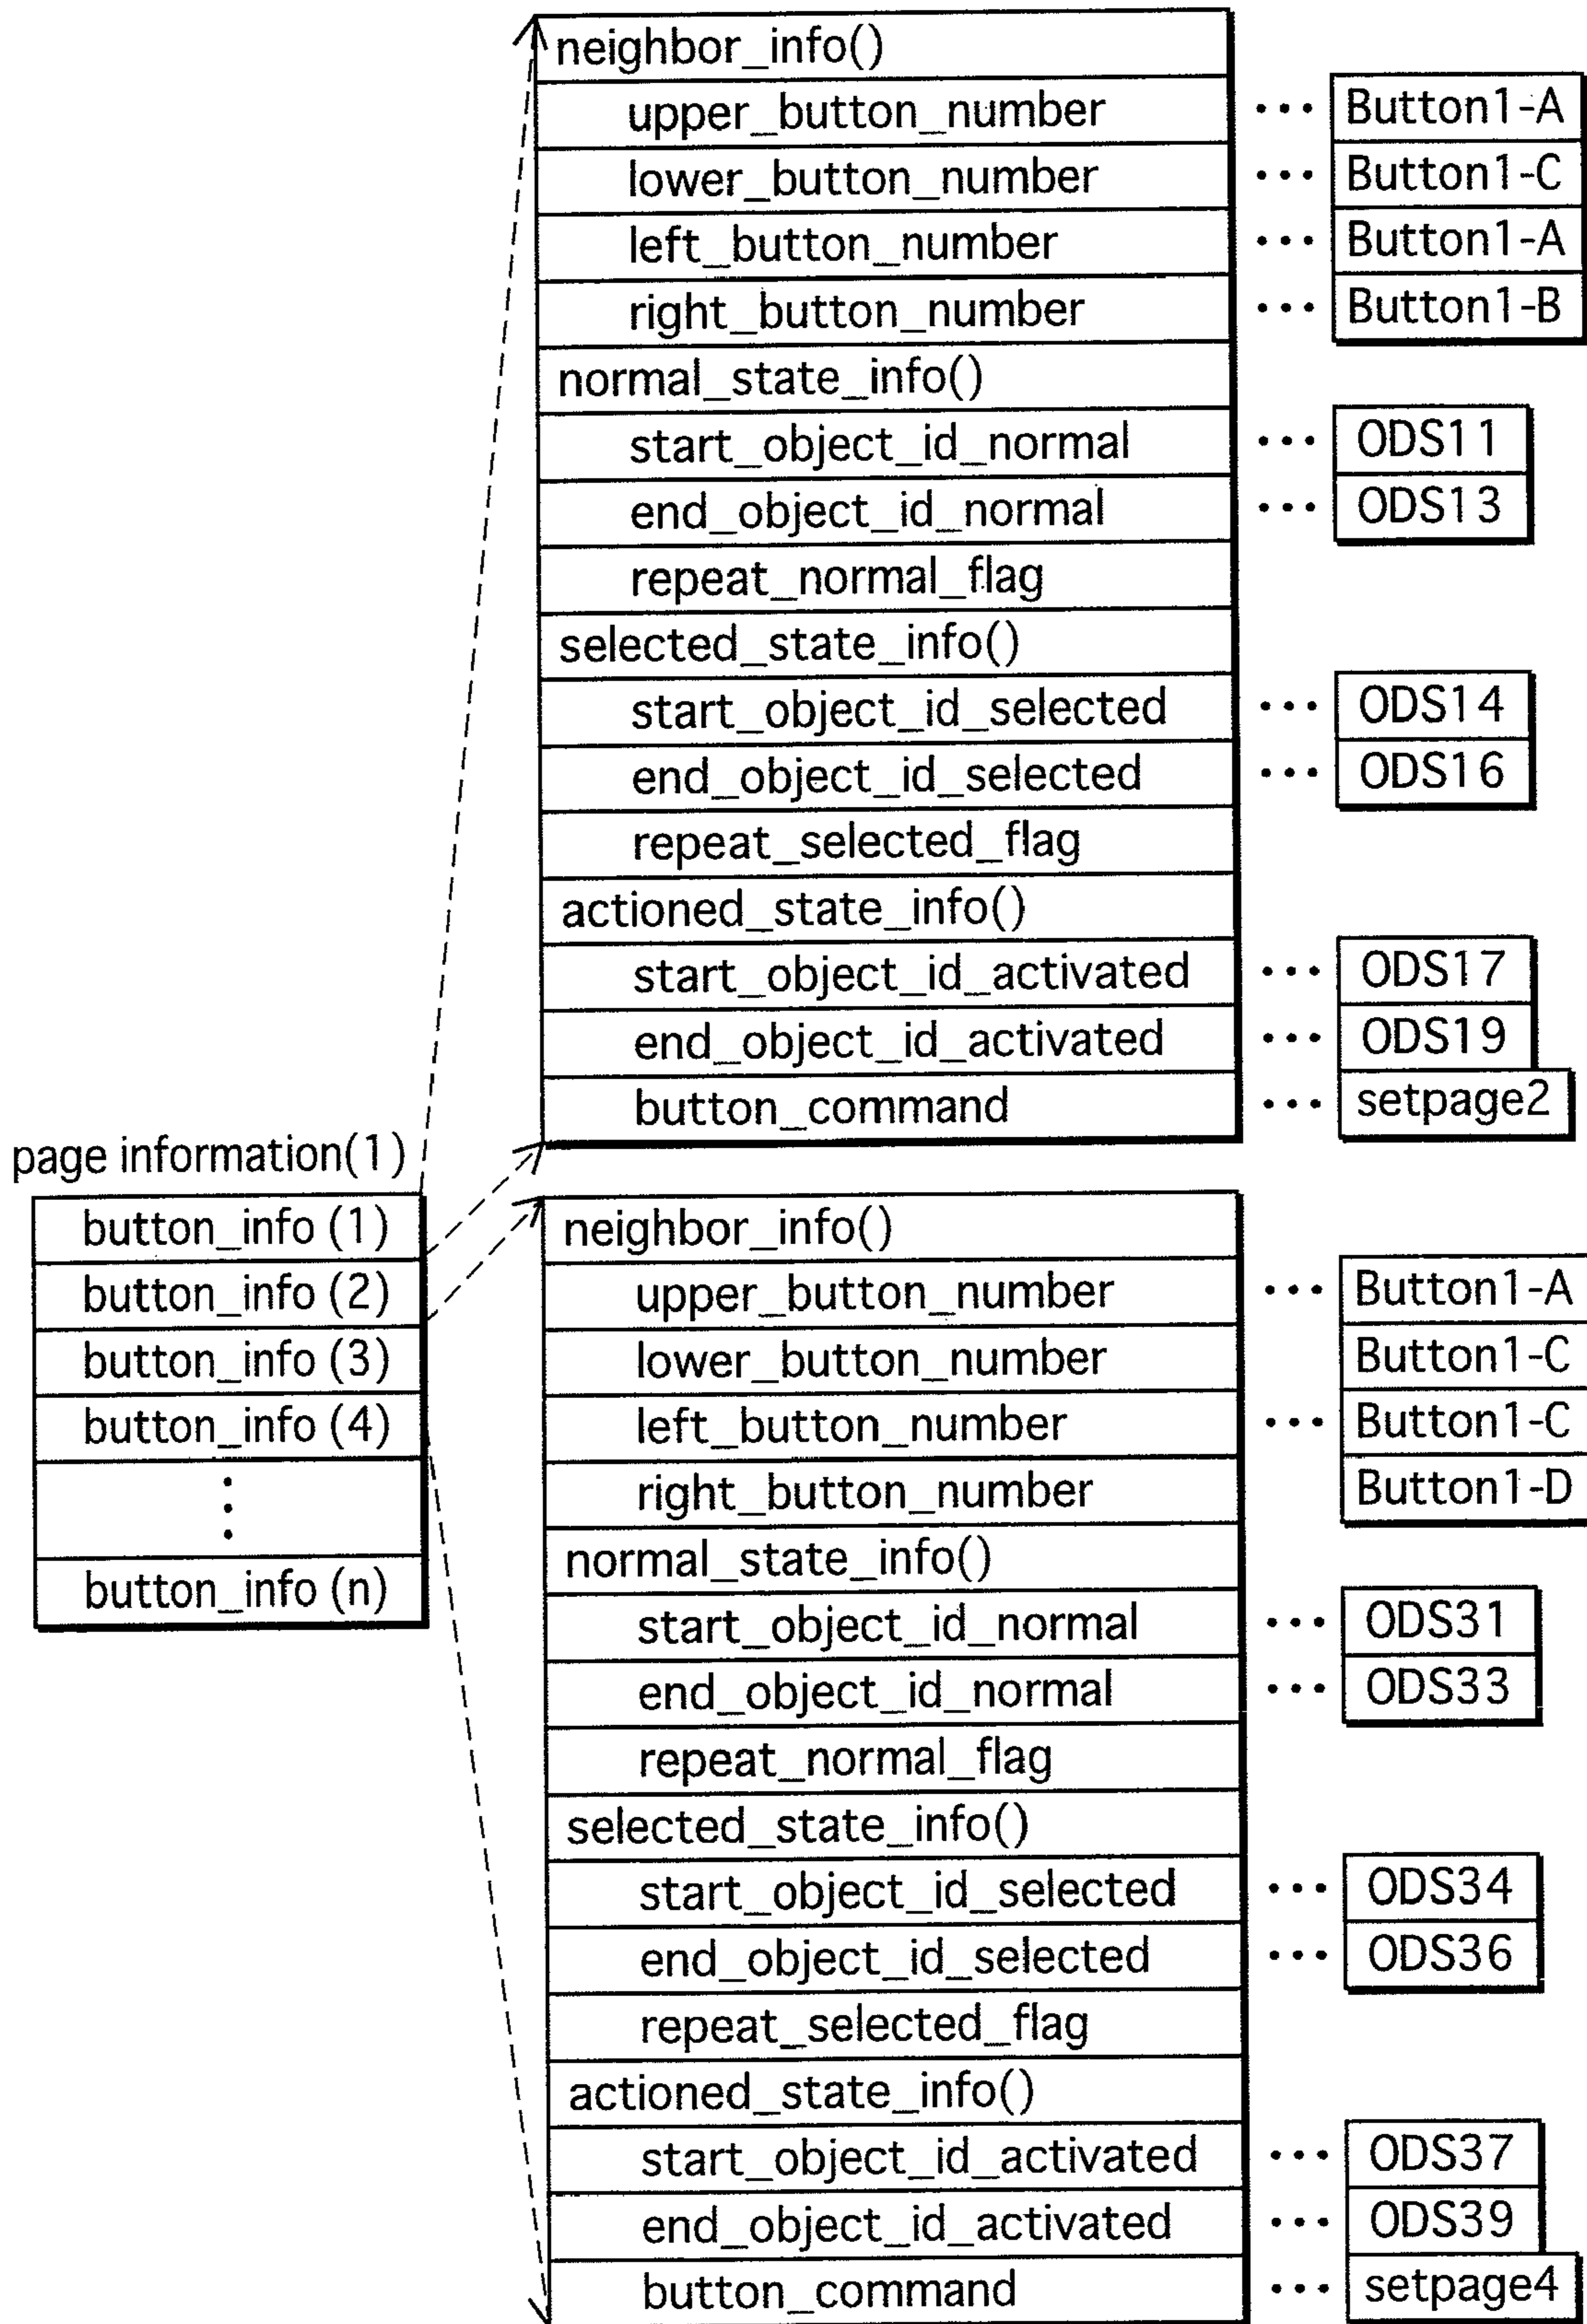 neighbor_info()
upper_button_number ••• Button1-A
lower_button_number ••• Button1-C
left_button_number ••• Button1-A
right_button_number ••• Button1-B
normal_state_info()
start_object_id_normal ••• ODS11
end_object_id_normal ••• ODS13
repeat_normal_flag
selected_state_info()
start_object_id_selected ••• ODS14
end_object_id_selected ••• ODS16
repeat_selected_flag
actioned_state_info()
start_object_id_activated ••• ODS17
end_object_id_activated ••• ODS19
button_command ••• setpage2
page information(1)
button_info (1)
button_info (2)
button_info (3)
button_info (4)
⋮
button_info (n)
neighbor_info()
upper_button_number ••• Button1-A
lower_button_number Button1-C
left_button_number ••• Button1-C
right_button_number Button1-D
normal_state_info()
start_object_id_normal ••• ODS31
end_object_id_normal ••• ODS33
repeat_normal_flag
selected_state_info()
start_object_id_selected ••• ODS34
end_object_id_selected ••• ODS36
repeat_selected_flag
actioned_state_info()
start_object_id_activated ••• ODS37
end_object_id_activated ••• ODS39
button_command ••• setpage4